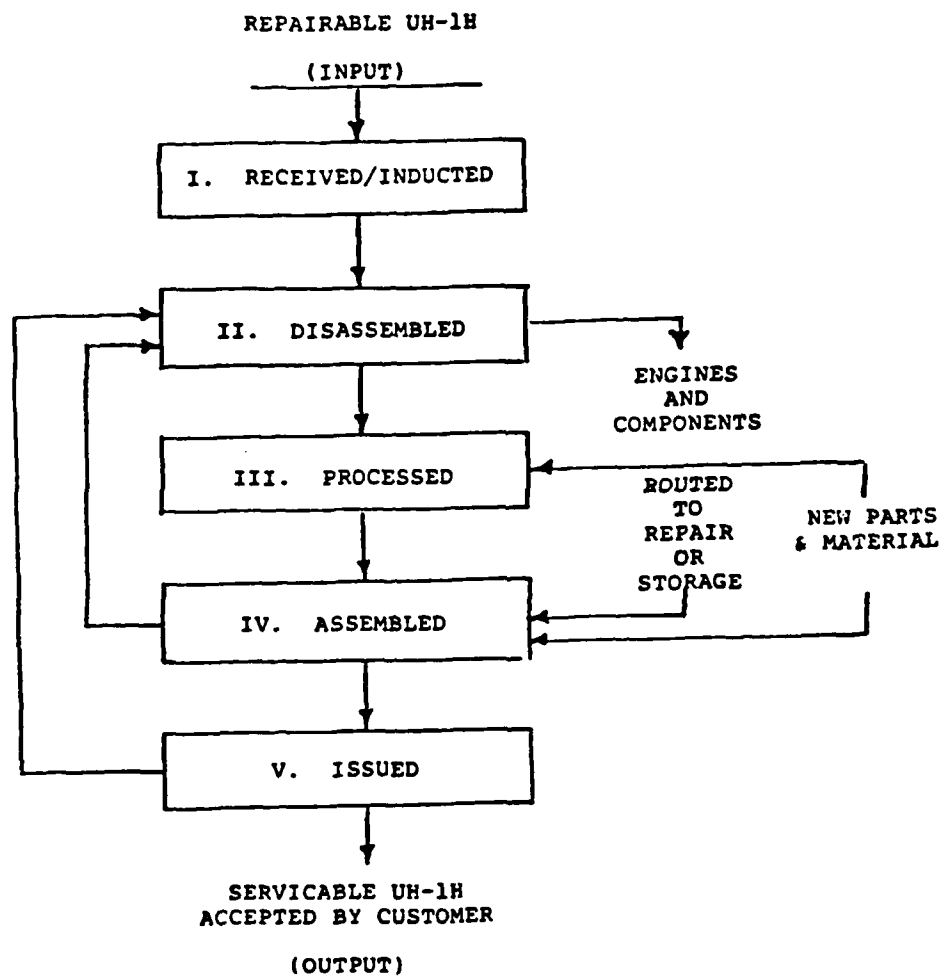 REPAIRABLE UH-1H
(INPUT)
I. RECEIVED/INDUCTED
II. DISASSEMBLED
ENGINES
AND
COMPONENTS
III. PROCESSED
ROUTED
TO
REPAIR
OR
STORAGE
NEW PARTS
& MATERIAL
IV. ASSEMBLED
V. ISSUED
SERVICABLE UH-1H
ACCEPTED BY CUSTOMER
(OUTPUT)